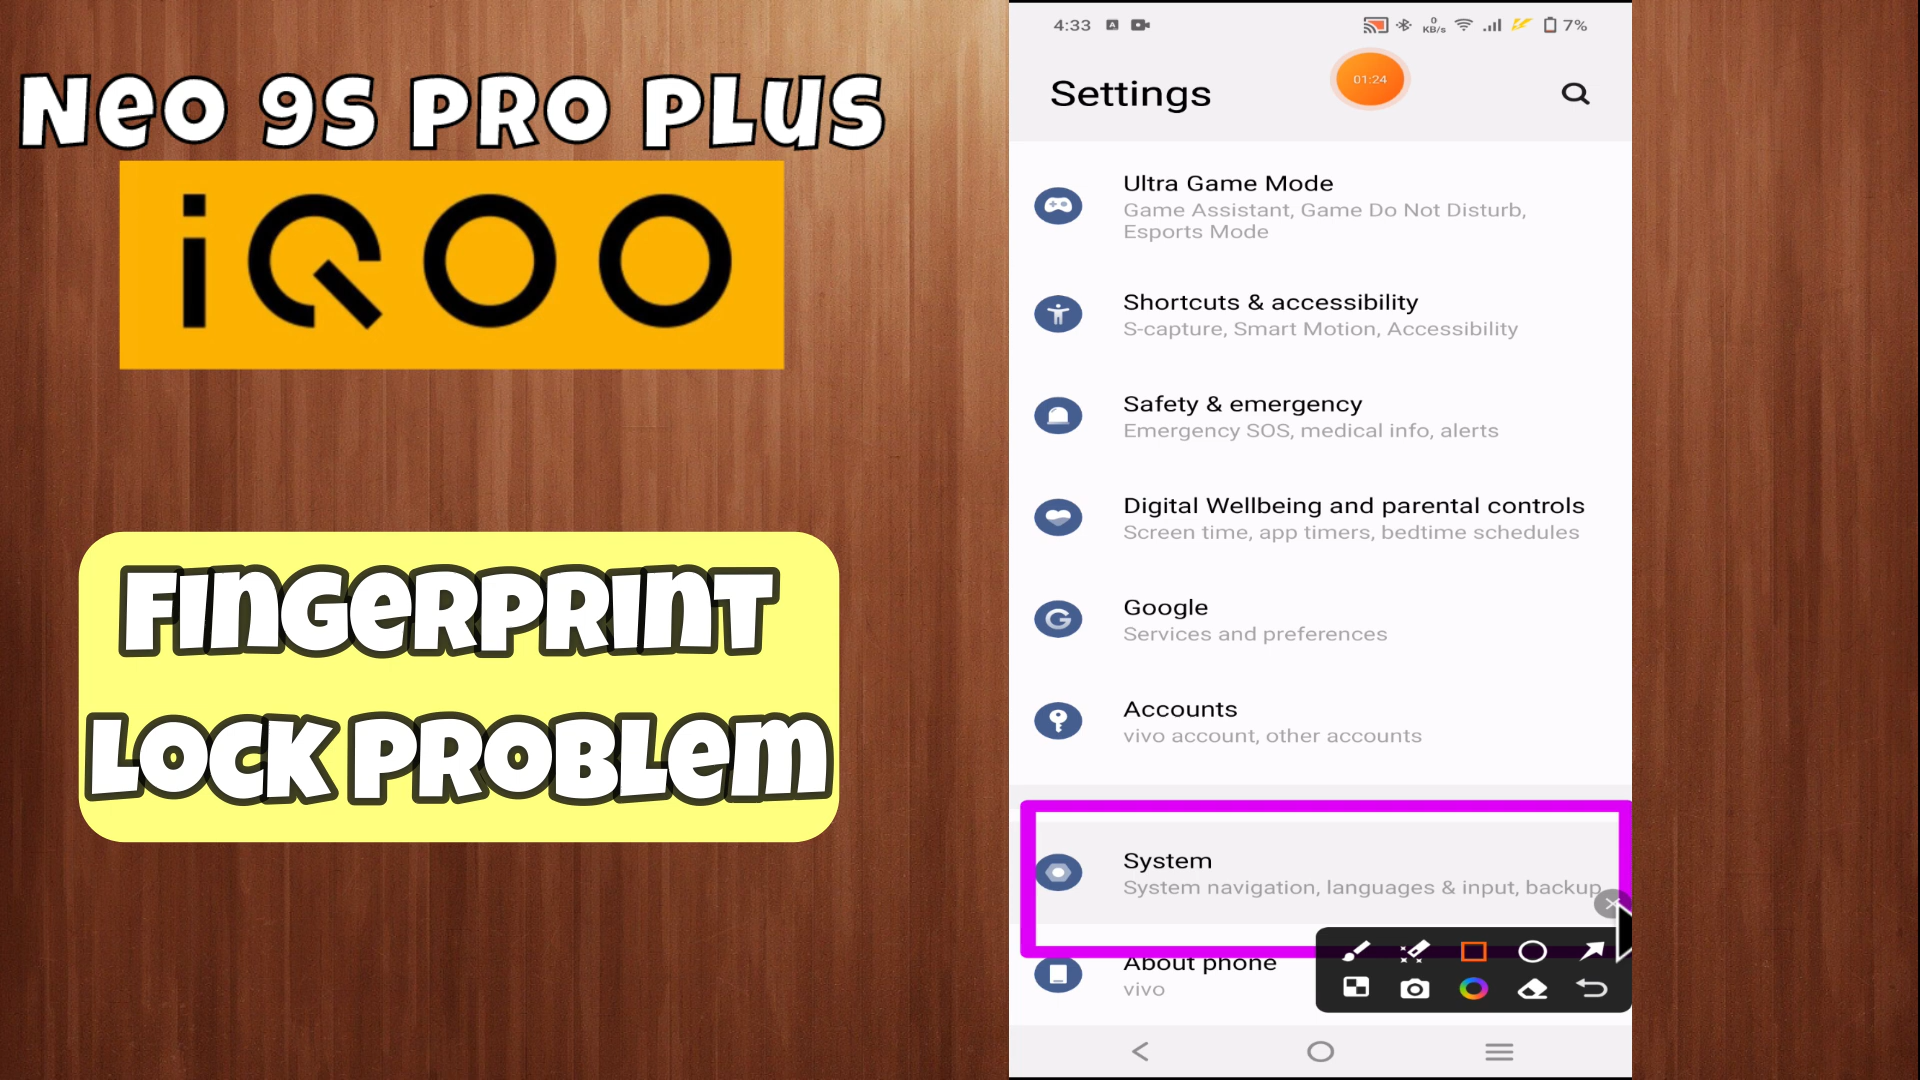 Neo 9s Pro Plus
iQOO
Fingerprint
Lock Problem
4:33
0
KB/s
7%
01:24
Settings
Ultra Game Mode
Game Assistant, Game Do Not Disturb,
Esports Mode
Shortcuts & accessibility
S-capture, Smart Motion, Accessibility
Safety & emergency
Emergency SOS, medical info, alerts
Digital Wellbeing and parental controls
Screen time, app timers, bedtime schedules
Google
Services and preferences
Accounts
vivo account, other accounts
System
System navigation, languages & input, backup
About phone
vivo